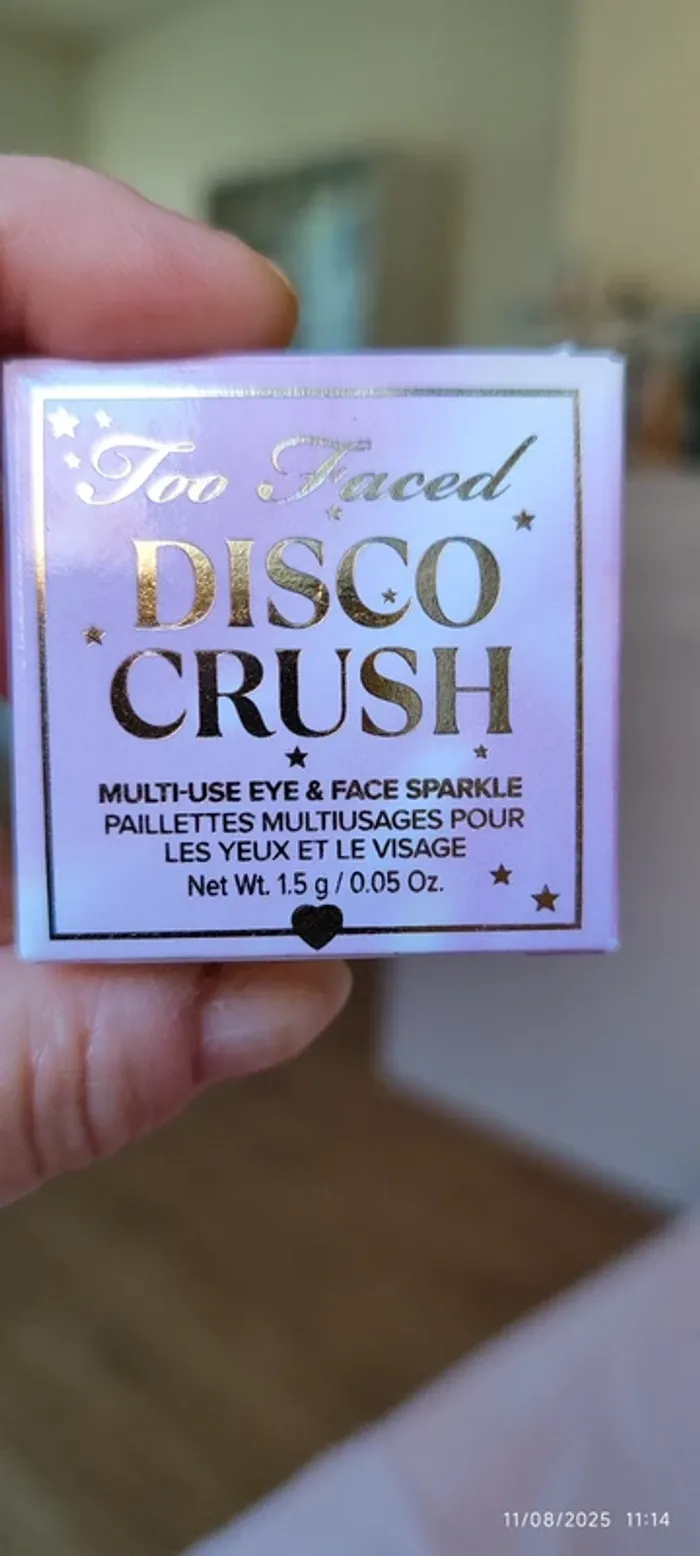 Too Faced
DISCO
CRUSH
MULTI-USE EYE & FACE SPARKLE
PAILLETTES MULTIUSAGES POUR
LES YEUX ET LE VISAGE
Net Wt. 1.5 g / 0.05 Oz.
11/08/2025 11:14